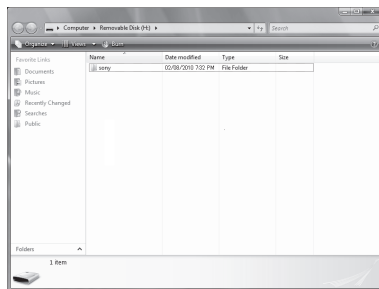 Computer ▸ Removable Disk (H:) ▸
Search
Organize Views Burn
Favorite Links
Documents
Pictures
Music
Recently Changed
Searches
Public
Folders
Name Date modified Type Size
sony 02/08/2010 7:32 PM File Folder
1 item